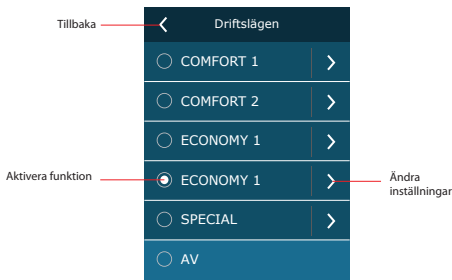 Tillbaka
Driftslägen
COMFORT 1
COMFORT 2
ECONOMY 1
Aktivera funktion
ECONOMY 1
Ändra
inställningar
SPECIAL
AV